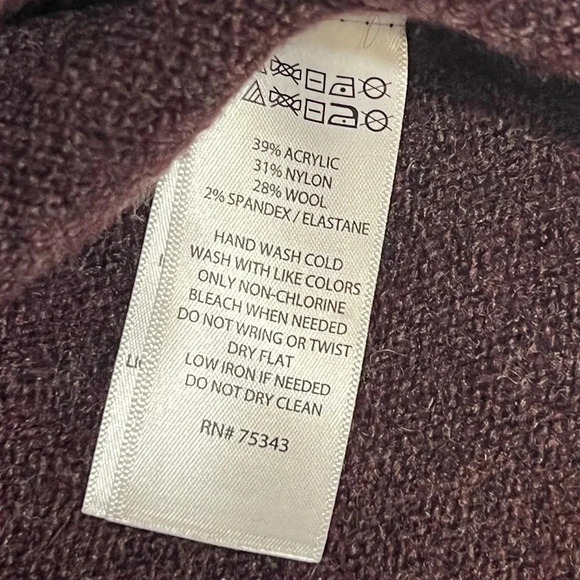 39% ACRYLIC
31% NYLON
28% WOOL
2% SPANDEX / ELASTANE
HAND WASH COLD
WASH WITH LIKE COLORS
ONLY NON-CHLORINE
BLEACH WHEN NEEDED
DO NOT WRING OR TWIST
DRY FLAT
LOW IRON IF NEEDED
DO NOT DRY CLEAN
RN# 75343